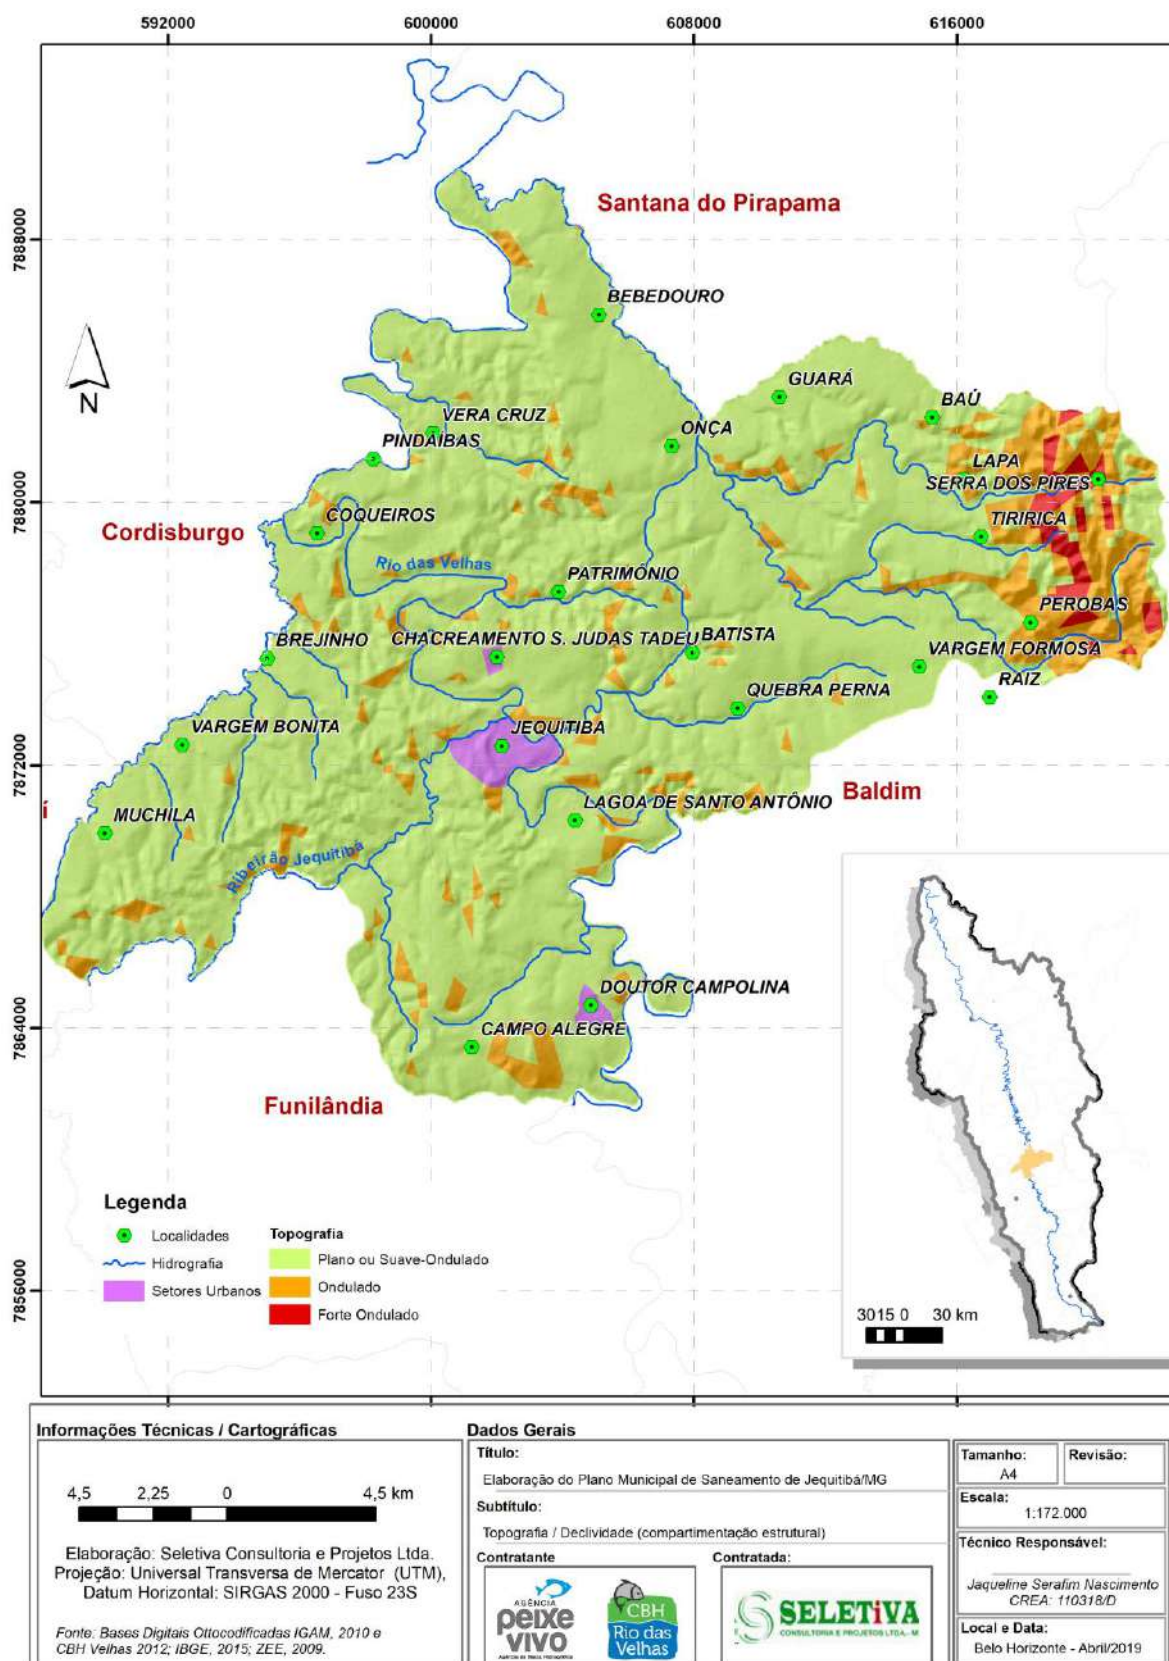 592000 600000 608000 616000
Santana do Pirapama
7888000
BEBEDOURO
N
GUARÁ
BAÚ
VERA CRUZ
ONÇA
PINDAÍBAS
LAPA
SERRA DOS PIRES
7880000
COQUEIROS
Cordisburgo
TIRIRICA
Rio das Velhas
PATRIMÔNIO
PEROBAS
BREJINHO
CHACREAMENTO S. JUDAS TADEU
BATISTA
VARGEM FORMOSA
RAIZ
QUEBRA PERNA
VARGEM BONITA
JEQUITIBA
7872000
Baldim
LAGOA DE SANTO ANTÔNIO
í
MUCHILA
Ribeirão Jequitibá
DOUTOR CAMPOLINA
7864000
CAMPO ALEGRE
Funilândia
Legenda
Localidades
Hidrografia
Setores Urbanos
Topografia
Plano ou Suave-Ondulado
Ondulado
Forte Ondulado
7856000
30 15 0 30 km
Informações Técnicas / Cartográficas
4,5 2,25 0 4,5 km
Elaboração: Seletiva Consultoria e Projetos Ltda.
Projeção: Universal Transversa de Mercator (UTM),
Datum Horizontal: SIRGAS 2000 - Fuso 23S
Fonte: Bases Digitais Ottocodificadas IGAM, 2010 e
CBH Velhas 2012; IBGE, 2015; ZEE, 2009.
Dados Gerais
Título:
Elaboração do Plano Municipal de Saneamento de Jequitibá/MG
Subtítulo:
Topografia / Declividade (compartimentação estrutural)
Contratante
AGÊNCIA
peixe
vivo
CBH
Rio das
Velhas
Contratada:
SELETiVA
CONSULTORIA E PROJETOS LTDA.- M
Tamanho:
A4
Revisão:
Escala:
1:172.000
Técnico Responsável:
Jaqueline Serafim Nascimento
CREA: 110318/D
Local e Data:
Belo Horizonte - Abril/2019